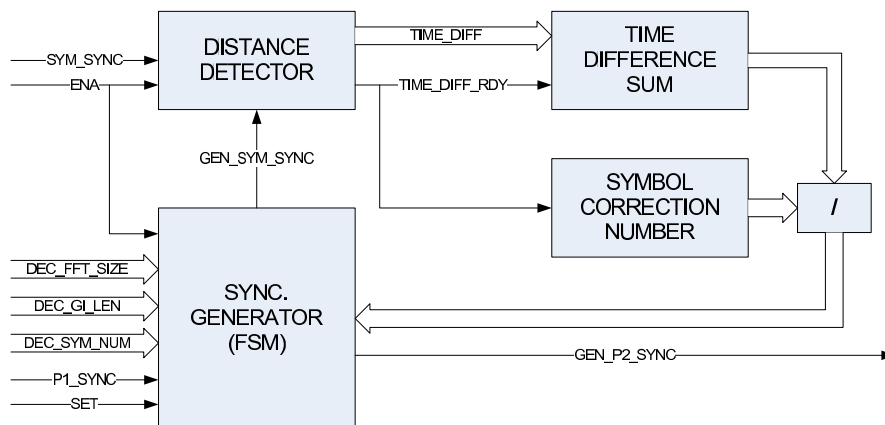 SYM_SYNC
ENA
DISTANCE
DETECTOR
TIME_DIFF
TIME_DIFF_RDY
TIME
DIFFERENCE
SUM
GEN_SYM_SYNC
SYMBOL
CORRECTION
NUMBER
/
DEC_FFT_SIZE
DEC_GI_LEN
DEC_SYM_NUM
P1_SYNC
SET
SYNC.
GENERATOR
(FSM)
GEN_P2_SYNC